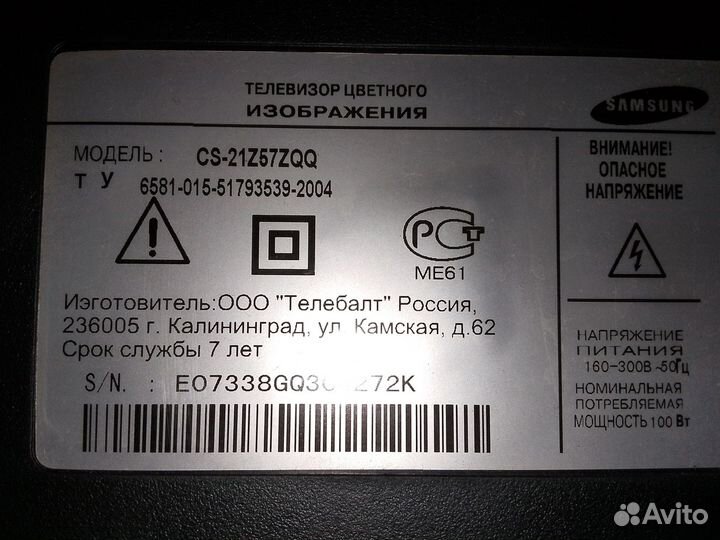 ТЕЛЕВИЗОР ЦВЕТНОГО
ИЗОБРАЖЕНИЯ
SAMSUNG
МОДЕЛЬ : CS-21Z57ZQQ
Т У 6581-015-51793539-2004
РСТ
МЕ61
Изготовитель:ООО "Телебалт" Россия,
236005 г. Калининград, ул. Камская, д.62
Срок службы 7 лет
S/N. :
ВНИМАНИЕ!
ОПАСНОЕ
НАПРЯЖЕНИЕ
НАПРЯЖЕНИЕ
ПИТАНИЯ
160-300В ~50Гц
НОМИНАЛЬНАЯ
ПОТРЕБЛЯЕМАЯ
МОЩНОСТЬ 100 Вт
Avito